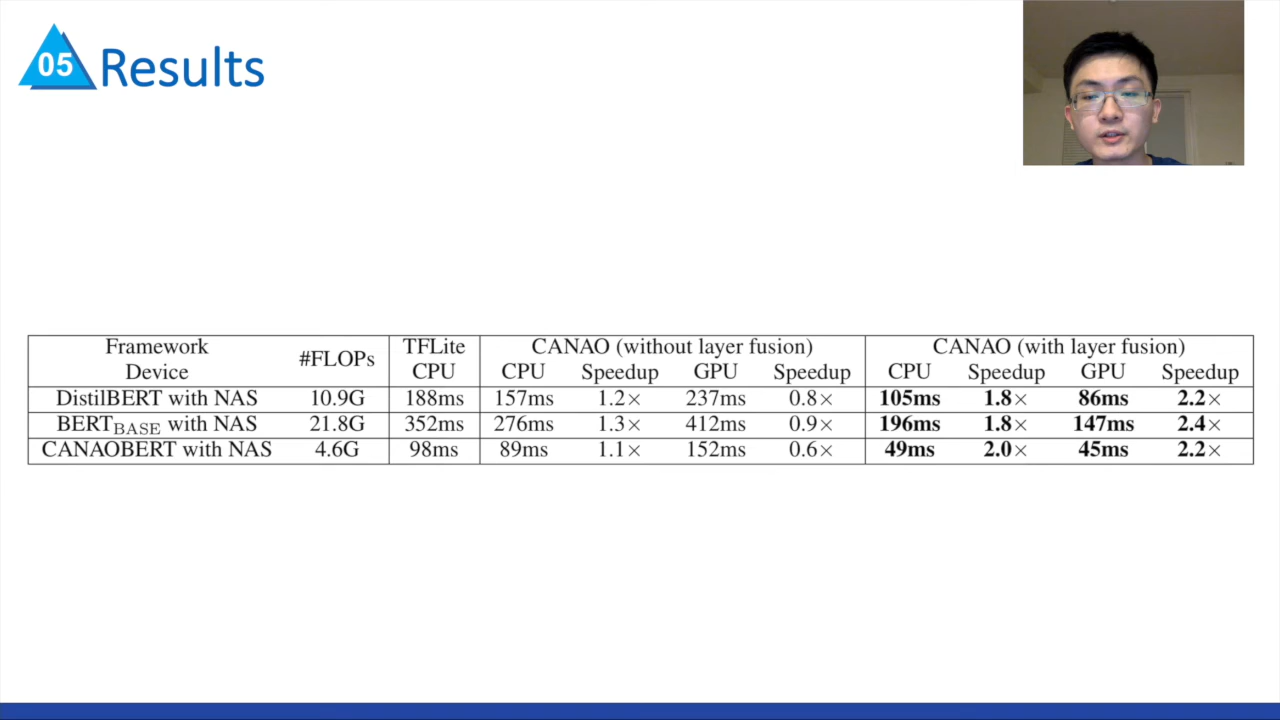 05 Results
Framework #FLOPs TFLite CANAO (without layer fusion) CANAO (with layer fusion)
Device CPU CPU Speedup GPU Speedup CPU Speedup GPU Speedup
DistilBERT with NAS 10.9G 188ms 157ms 1.2× 237ms 0.8× 105ms 1.8× 86ms 2.2×
BERTBASE with NAS 21.8G 352ms 276ms 1.3× 412ms 0.9× 196ms 1.8× 147ms 2.4×
CANAOBERT with NAS 4.6G 98ms 89ms 1.1× 152ms 0.6× 49ms 2.0× 45ms 2.2×